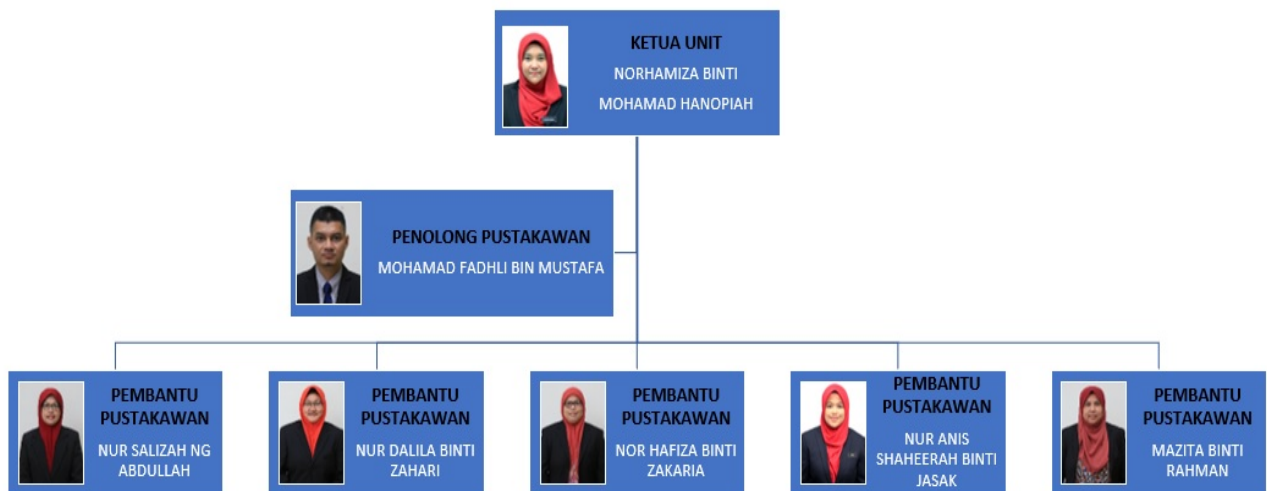 KETUA UNIT
NORHAMIZA BINTI
MOHAMAD HANOPIAH
PENOLONG PUSTAKAWAN
MOHAMAD FADHLI BIN MUSTAFA
PEMBANTU
PUSTAKAWAN
NUR SALIZAH NG
ABDULLAH
PEMBANTU
PUSTAKAWAN
NUR DALILA BINTI
ZAHARI
PEMBANTU
PUSTAKAWAN
NOR HAFIZA BINTI
ZAKARIA
PEMBANTU
PUSTAKAWAN
NUR ANIS
SHAHEERAH BINTI
JASAK
PEMBANTU
PUSTAKAWAN
MAZITA BINTI
RAHMAN